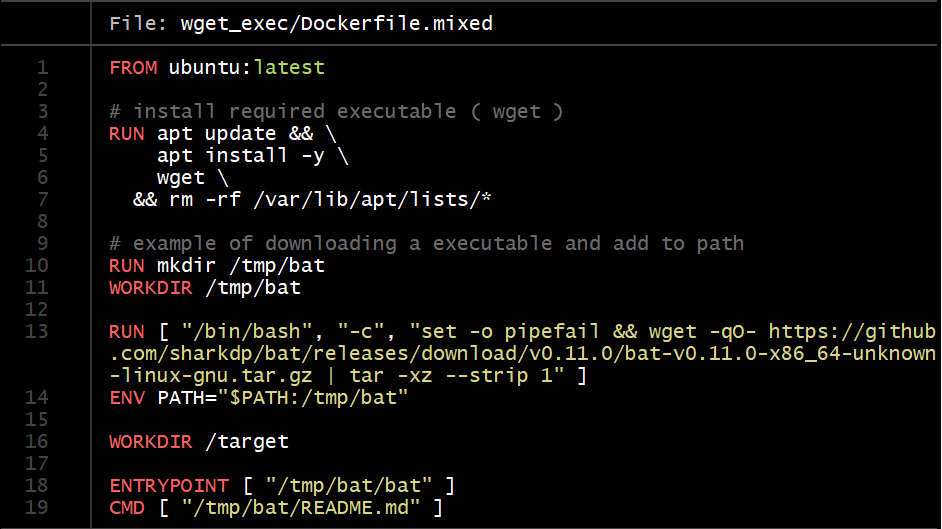 File: wget_exec/Dockerfile.mixed
1 FROM ubuntu:latest
2
3 # install required executable ( wget )
4 RUN apt update && \
5     apt install -y \
6     wget \
7   && rm -rf /var/lib/apt/lists/*
8
9 # example of downloading a executable and add to path
10 RUN mkdir /tmp/bat
11 WORKDIR /tmp/bat
12
13 RUN [ "/bin/bash", "-c", "set -o pipefail && wget -qO- https://github
.com/sharkdp/bat/releases/download/v0.11.0/bat-v0.11.0-x86_64-unknown
-linux-gnu.tar.gz | tar -xz --strip 1" ]
14 ENV PATH="$PATH:/tmp/bat"
15
16 WORKDIR /target
17
18 ENTRYPOINT [ "/tmp/bat/bat" ]
19 CMD [ "/tmp/bat/README.md" ]